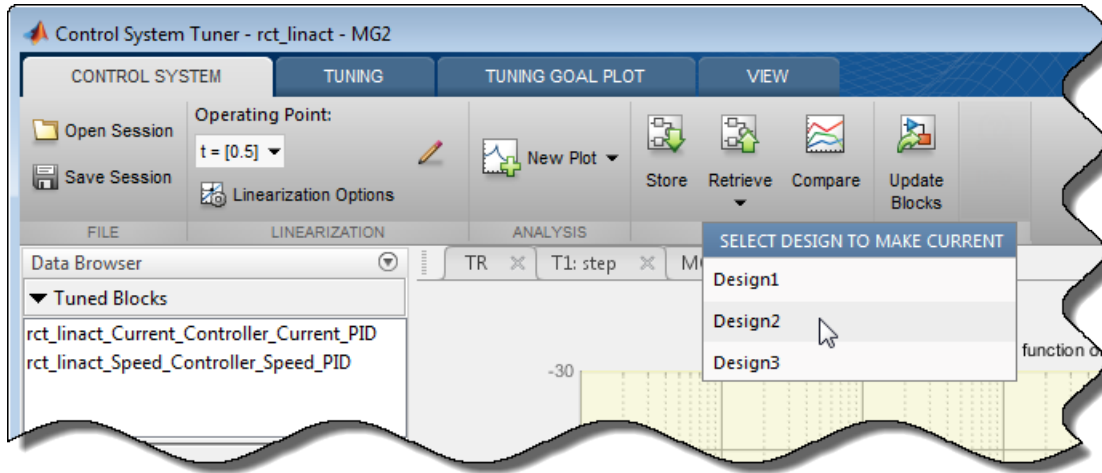 Control System Tuner - rct_linact - MG2
CONTROL SYSTEM TUNING TUNING GOAL PLOT VIEW
Open Session
Save Session
FILE
Operating Point:
t = [0.5]
Linearization Options
LINEARIZATION
New Plot
ANALYSIS
Store
Retrieve
Compare
Update
Blocks
SELECT DESIGN TO MAKE CURRENT
Design1
Design2
Design3
Data Browser
Tuned Blocks
rct_linact_Current_Controller_Current_PID
rct_linact_Speed_Controller_Speed_PID
TR
T1: step
function
-30